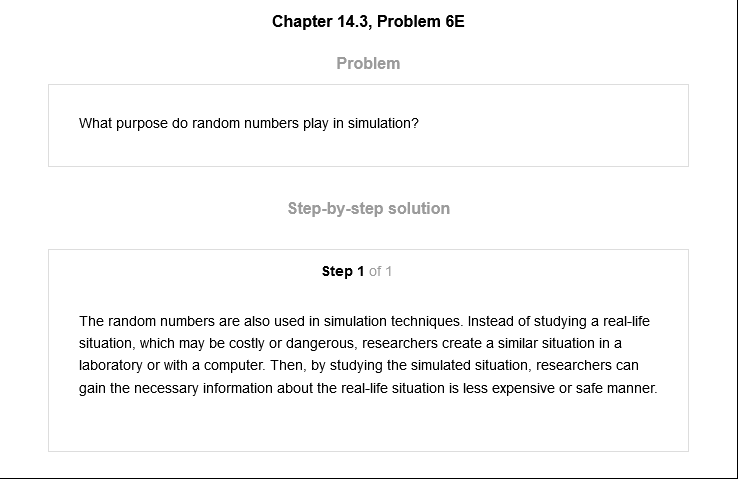 Chapter 14.3, Problem 6E
Problem
What purpose do random numbers play in simulation?
Step-by-step solution
Step 1 of 1
The random numbers are also used in simulation techniques. Instead of studying a real-life
situation, which may be costly or dangerous, researchers create a similar situation in a
laboratory or with a computer. Then, by studying the simulated situation, researchers can
gain the necessary information about the real-life situation is less expensive or safe manner.